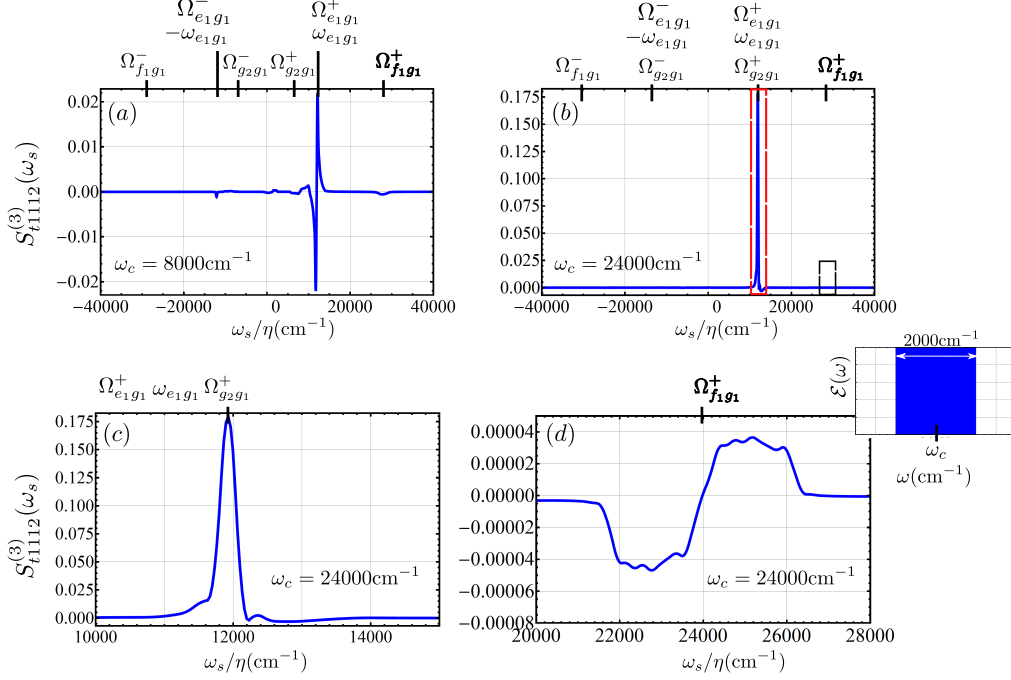 Ω⁻e₁g₁ Ω⁺e₁g₁
−ωe₁g₁ ωe₁g₁
Ω⁻f₁g₁ Ω⁻g₂g₁ Ω⁺g₂g₁ Ω⁺f₁g₁
(a)
0.02
0.01
0.00
−0.01
−0.02
S⁽³⁾t1112(ωs)
ωc = 8000cm⁻¹
−40000 −20000 0 20000 40000
ωs/η(cm⁻¹)
Ω⁻e₁g₁ Ω⁺e₁g₁
−ωe₁g₁ ωe₁g₁
Ω⁻f₁g₁ Ω⁻g₂g₁ Ω⁺g₂g₁ Ω⁺f₁g₁
(b)
0.175
0.150
0.125
0.100
0.075
0.050
0.025
0.000
ωc = 24000cm⁻¹
−40000 −20000 0 20000 40000
ωs/η(cm⁻¹)
Ω⁺e₁g₁ ωe₁g₁ Ω⁺g₂g₁
(c)
0.175
0.150
0.125
0.100
0.075
0.050
0.025
0.000
S⁽³⁾t1112(ωs)
ωc = 24000cm⁻¹
10000 12000 14000
ωs/η(cm⁻¹)
Ω⁺f₁g₁
(d)
0.00004
0.00002
0.00000
−0.00002
−0.00004
−0.00006
−0.00008
ωc = 24000cm⁻¹
20000 22000 24000 26000 28000
ωs/η(cm⁻¹)
2000cm⁻¹
ℰ(ω)
ωc
ω(cm⁻¹)